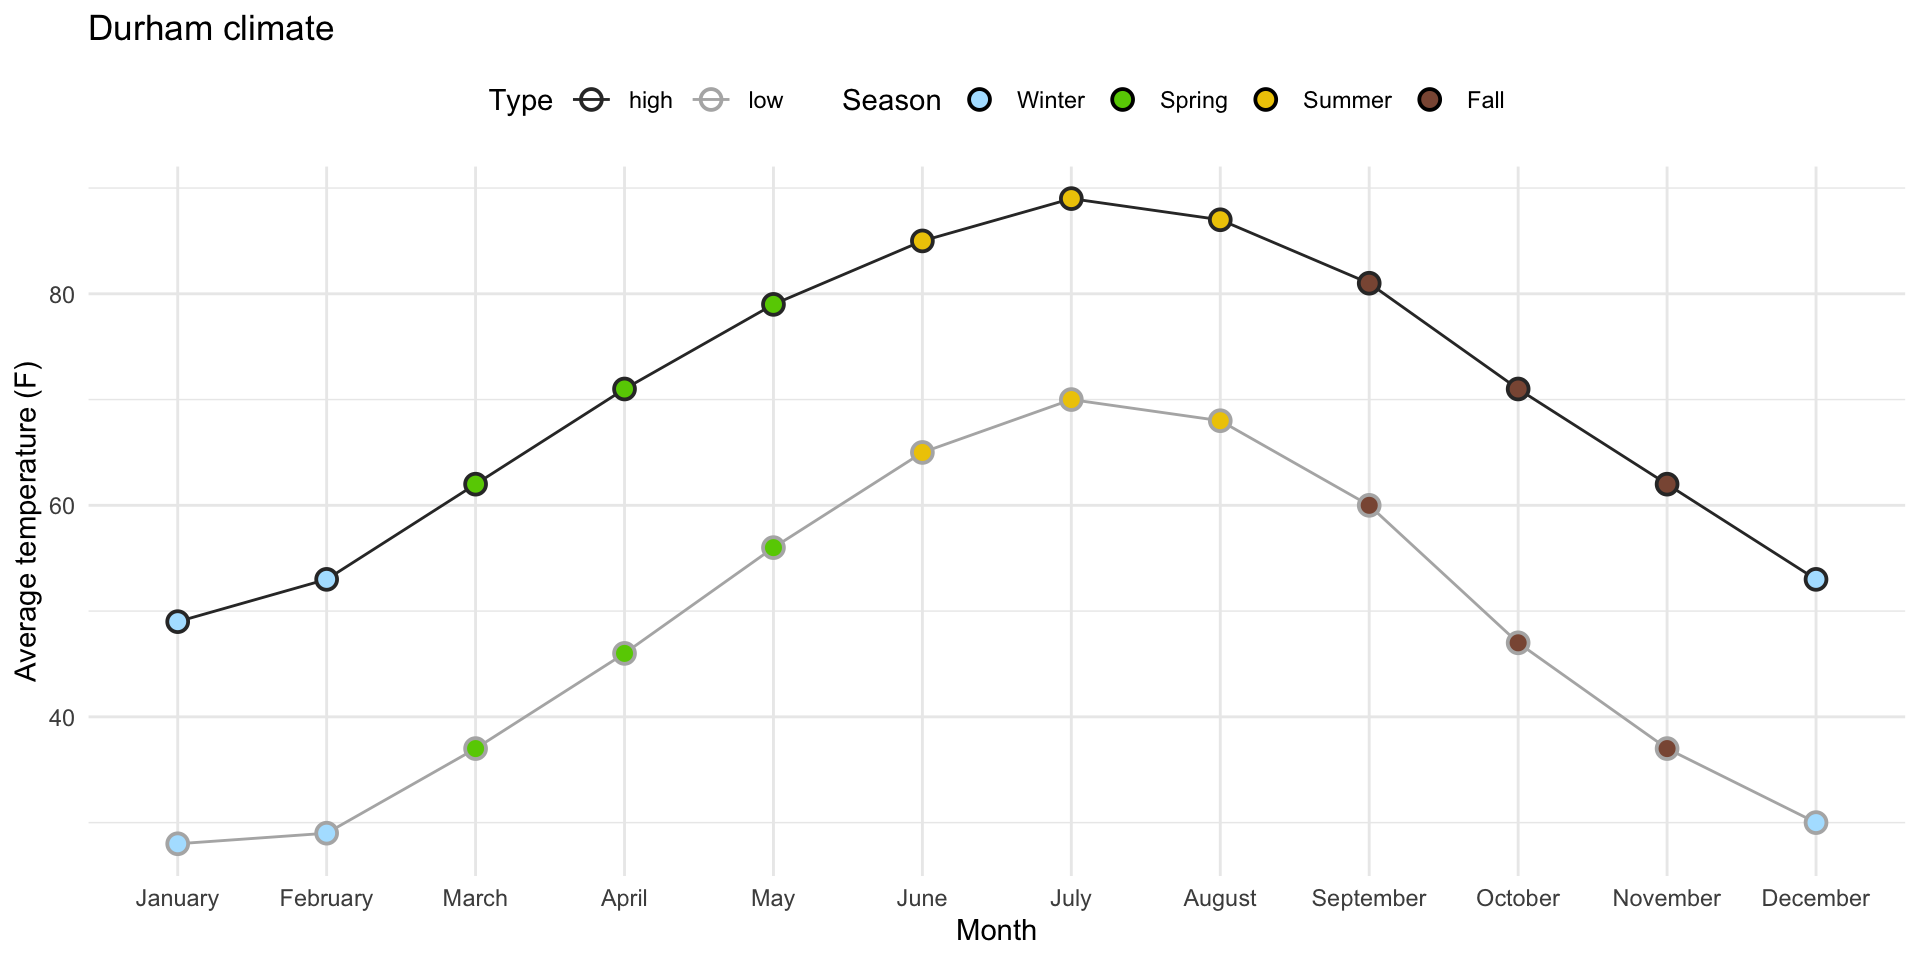 Durham climate
Type high low Season Winter Spring Summer Fall
Average temperature (F)
80
60
40
January February March April May June July August September October November December
Month